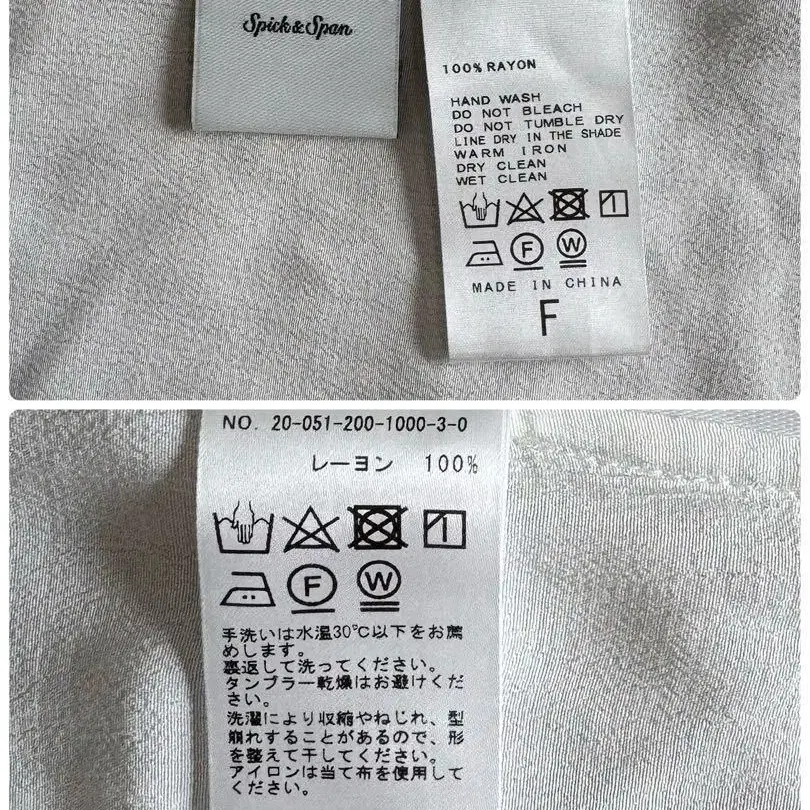 Spick & Span
100% RAYON
HAND WASH
DO NOT BLEACH
DO NOT TUMBLE DRY
LINE DRY IN THE SHADE
WARM IRON
DRY CLEAN
WET CLEAN
F W
MADE IN CHINA
F
NO. 20-051-200-1000-3-0
レーヨン 100%
F W
手洗いは水温30℃以下をお薦
めします。
裏返して洗ってください。
タンブラー乾燥はお避けくだ
さい。
洗濯により収縮やねじれ、型
崩れすることがあるので、形
を整えて干してください。
アイロンは当て布を使用して
ください。